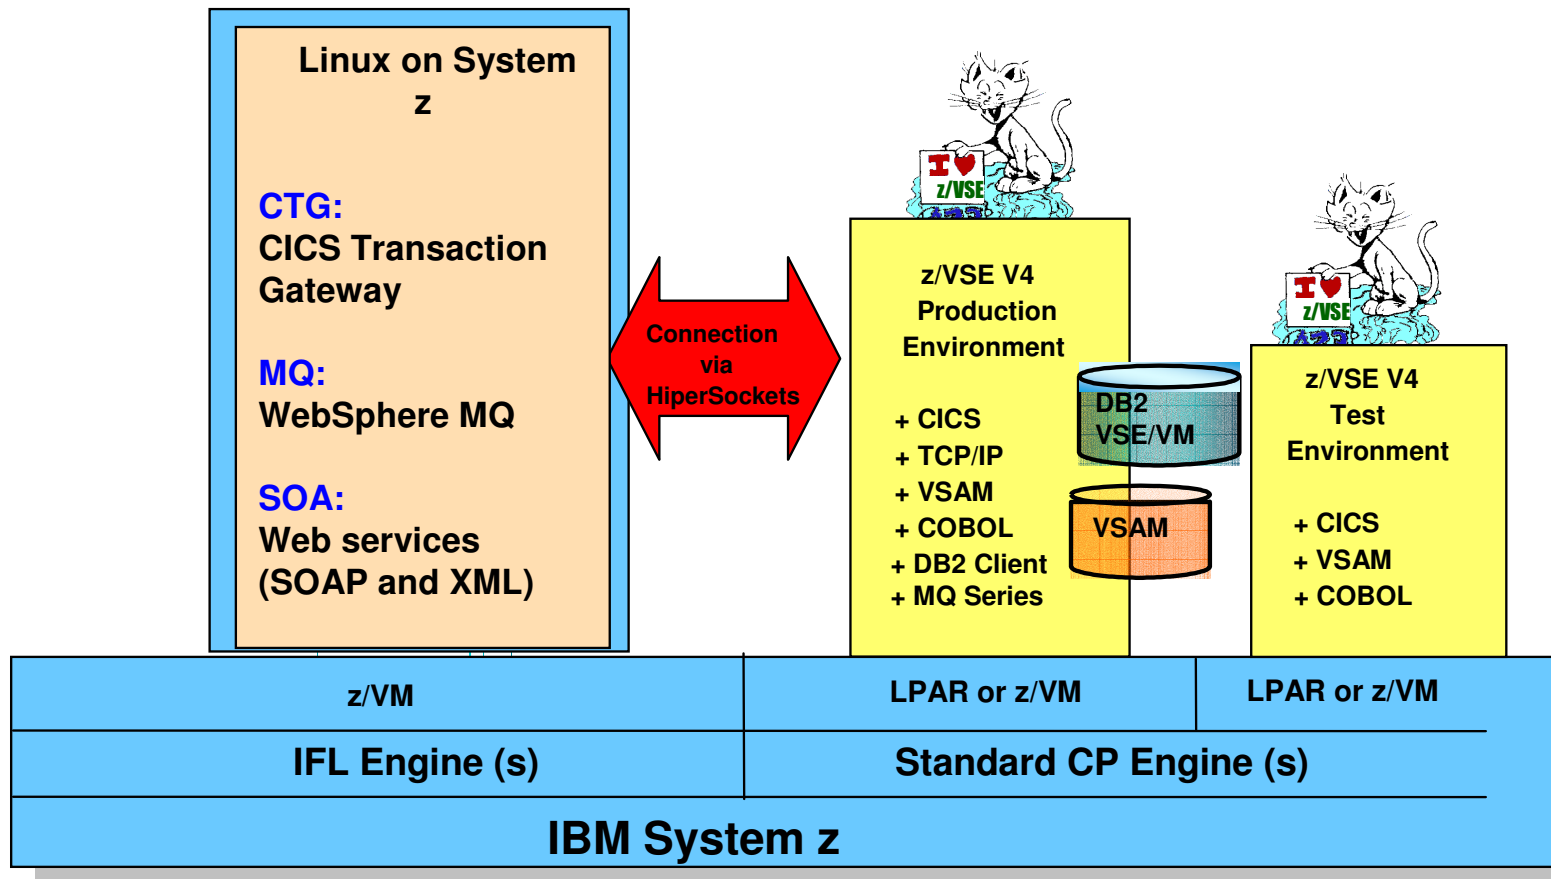 Linux on System
z
CTG:
CICS Transaction
Gateway
MQ:
WebSphere MQ
SOA:
Web services
(SOAP and XML)
Connection
via
HiperSockets
I
z/VSE
z/VSE V4
Production
Environment
+ CICS
+ TCP/IP
+ VSAM
+ COBOL
+ DB2 Client
+ MQ Series
DB2
VSE/VM
VSAM
I
z/VSE
z/VSE V4
Test
Environment
+ CICS
+ VSAM
+ COBOL
z/VM
LPAR or z/VM
LPAR or z/VM
IFL Engine (s)
Standard CP Engine (s)
IBM System z